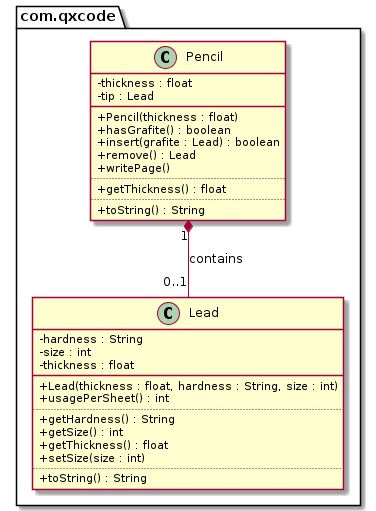 com.qxcode
C Pencil
-thickness : float
-tip : Lead
+Pencil(thickness : float)
+hasGrafite() : boolean
+insert(grafite : Lead) : boolean
+remove() : Lead
+writePage()
+getThickness() : float
+toString() : String
1
contains
0..1
C Lead
-hardness : String
-size : int
-thickness : float
+Lead(thickness : float, hardness : String, size : int)
+usagePerSheet() : int
+getHardness() : String
+getSize() : int
+getThickness() : float
+setSize(size : int)
+toString() : String